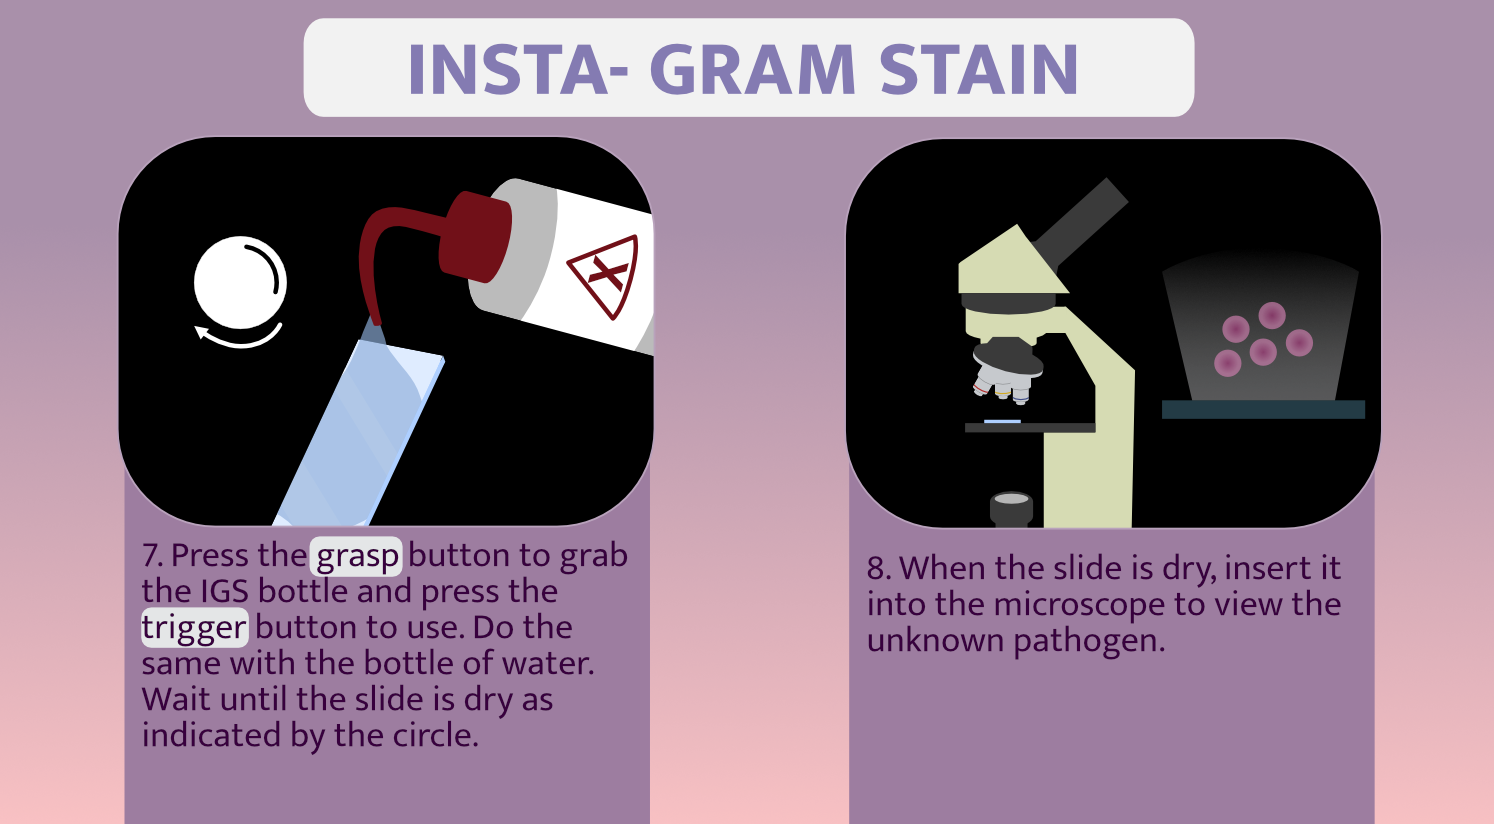 INSTA- GRAM STAIN
7. Press the grasp button to grab
the IGS bottle and press the
trigger button to use. Do the
same with the bottle of water.
Wait until the slide is dry as
indicated by the circle.
8. When the slide is dry, insert it
into the microscope to view the
unknown pathogen.